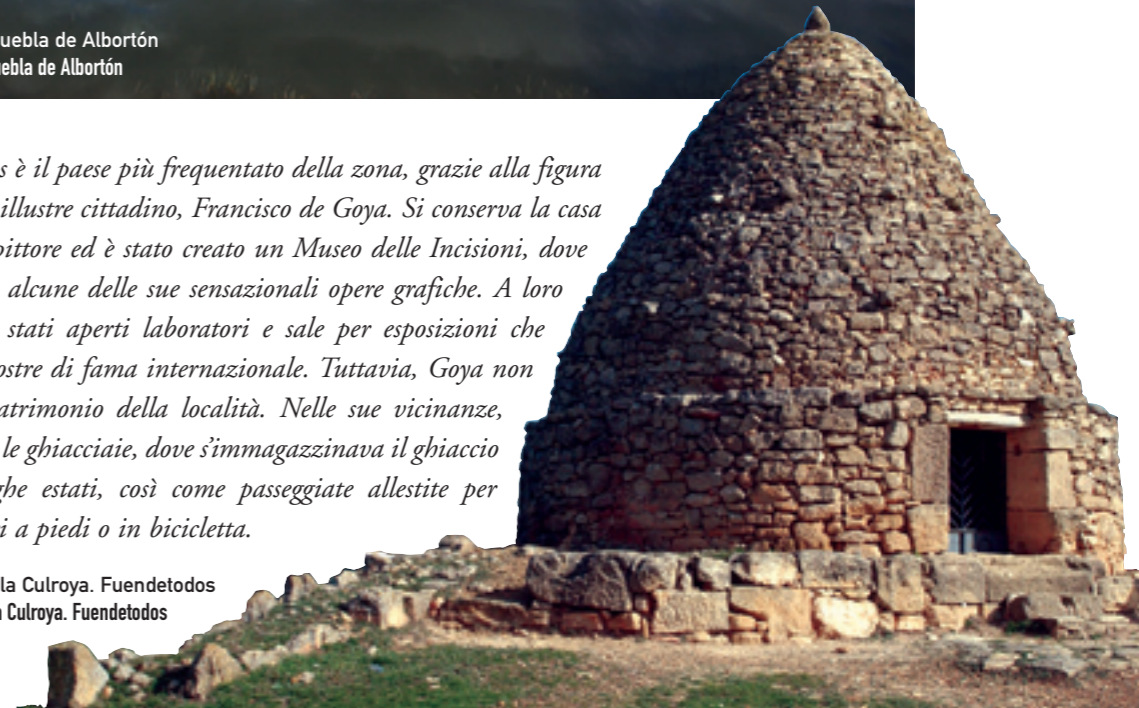 uebla de Albortón
uebla de Albortón
s è il paese più frequentato della zona, grazie alla figura
illustre cittadino, Francisco de Goya. Si conserva la casa
pittore ed è stato creato un Museo delle Incisioni, dove
alcune delle sue sensazionali opere grafiche. A loro
stati aperti laboratori e sale per esposizioni che
ostre di fama internazionale. Tuttavia, Goya non
atrimonio della località. Nelle sue vicinanze,
le ghiacciaie, dove s'immagazzinava il ghiaccio
ghe estati, così come passeggiate allestite per
i a piedi o in bicicletta.
la Culroya. Fuendetodos
a Culroya. Fuendetodos